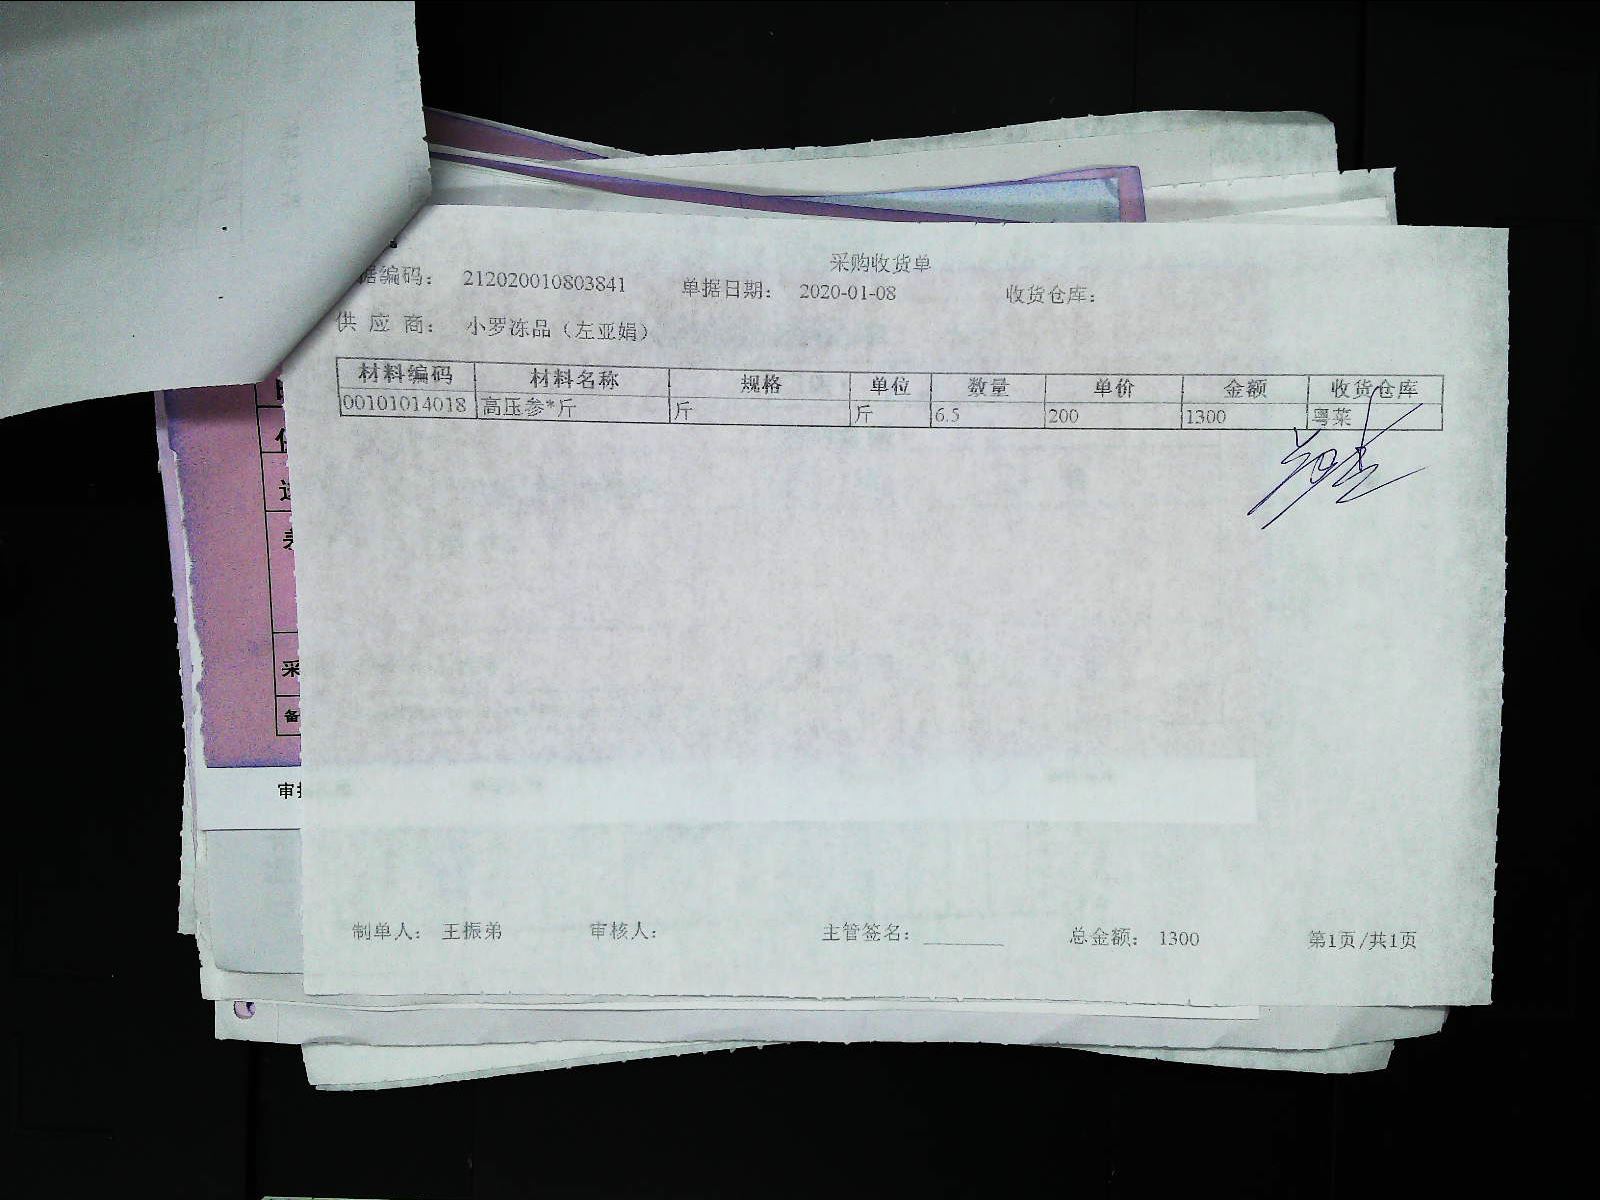 采购收货单
据编码： 212020010803841 单据日期： 2020-01-08 收货仓库：
供 应 商： 小罗冻品（左亚娟）
材料编码 材料名称 规格 单位 数量 单价 金额 收货仓库
00101014018 高压参*斤 斤 斤 6.5 200 1300 粤菜
采
备
审
制单人： 王振弟 审核人： 主管签名： 总金额： 1300 第1页/共1页